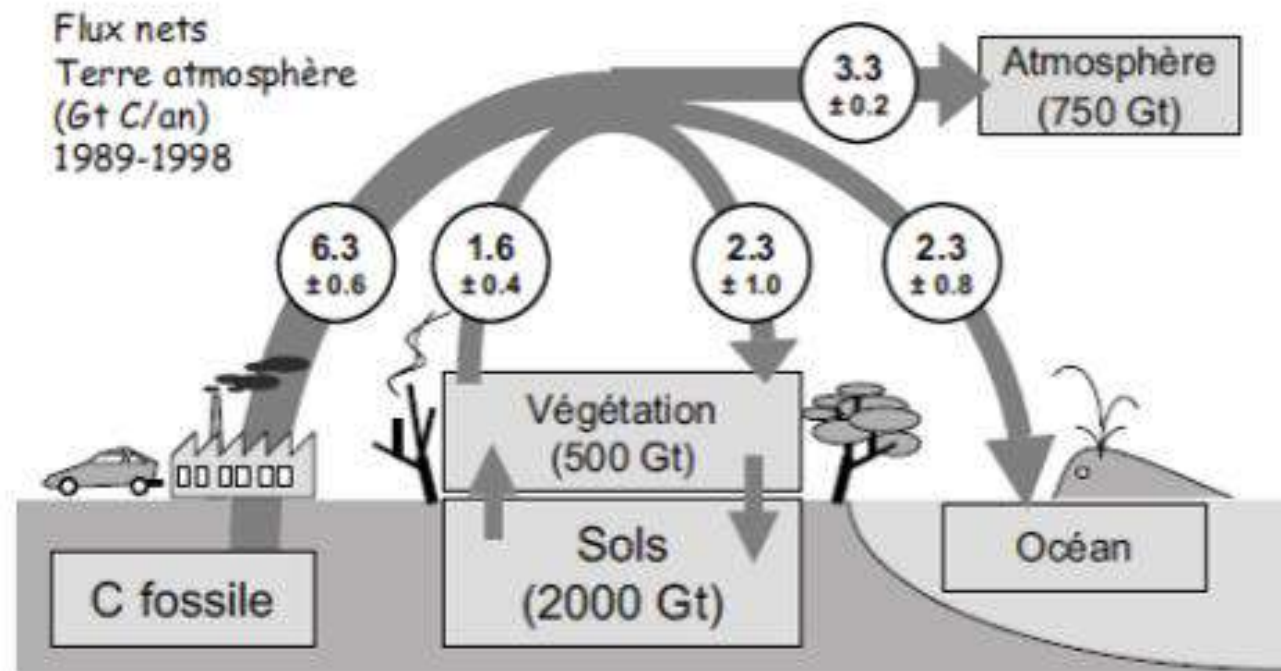 Flux nets
Terre atmosphère
(Gt C/an)
1989-1998
3.3
± 0.2
Atmosphère
(750 Gt)
6.3
± 0.6
1.6
± 0.4
2.3
± 1.0
2.3
± 0.8
Végétation
(500 Gt)
C fossile
Sols
(2000 Gt)
Océan